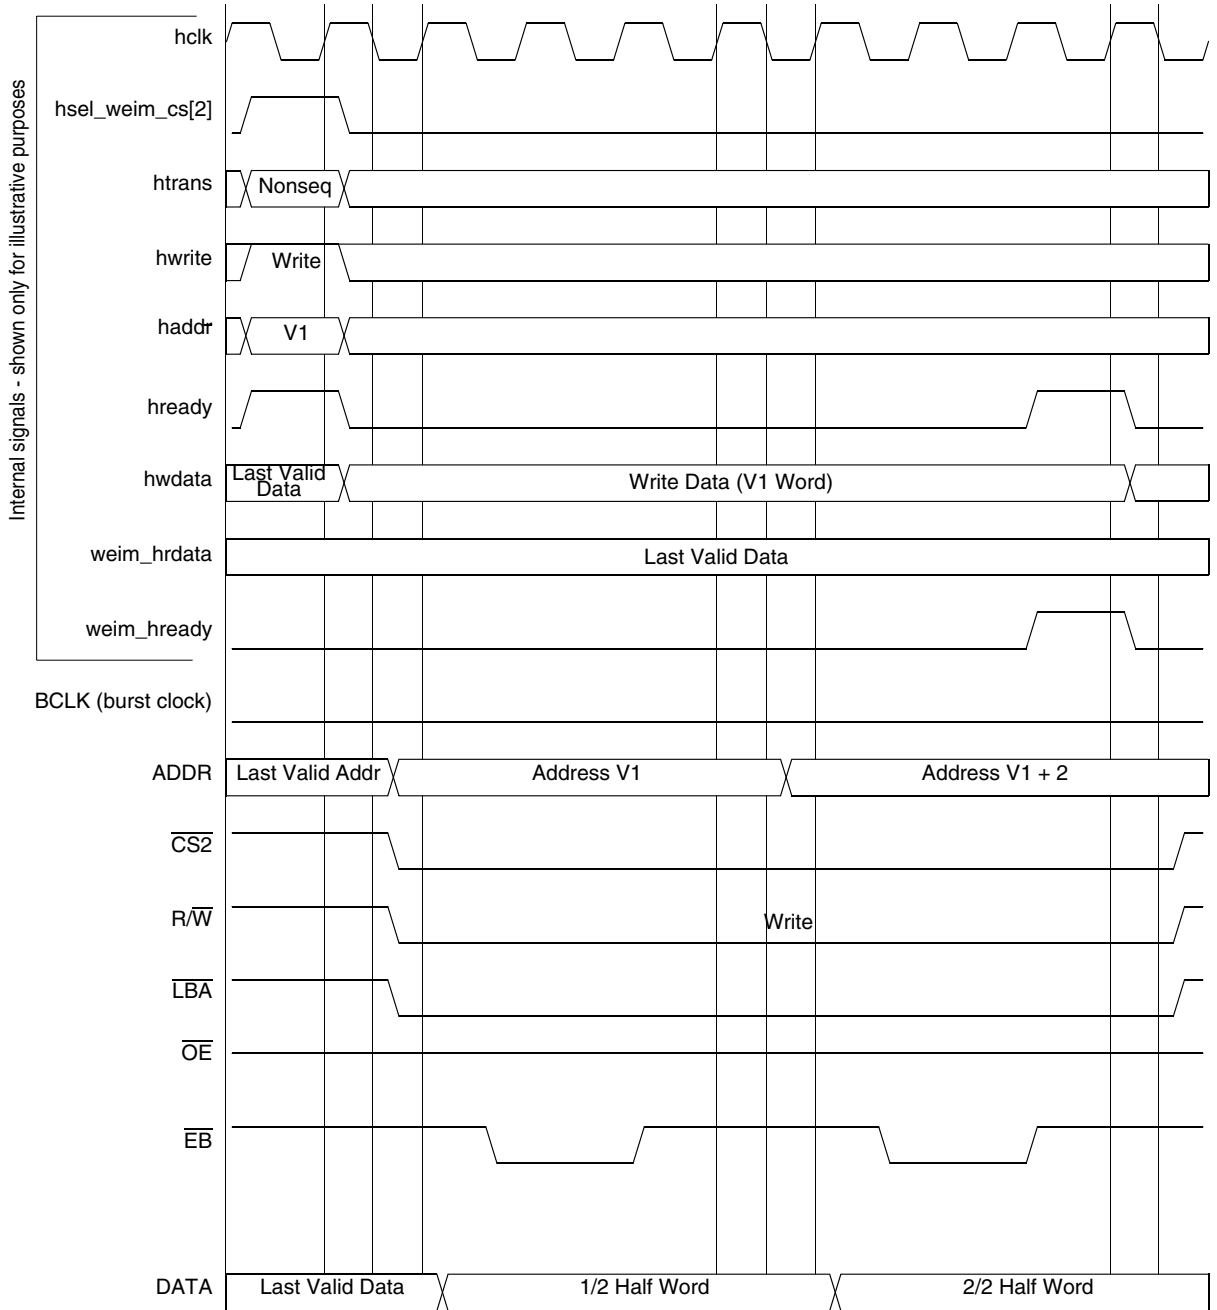 Internal signals - shown only for illustrative purposes
hclk
hsel_weim_cs[2]
htrans
Nonseq
hwrite
Write
haddr
V1
hready
hwdata
Last Valid
Data
Write Data (V1 Word)
weim_hrdata
Last Valid Data
weim_hready
BCLK (burst clock)
ADDR
Last Valid Addr
Address V1
Address V1 + 2
CS2
R/W
Write
LBA
OE
EB
DATA
Last Valid Data
1/2 Half Word
2/2 Half Word